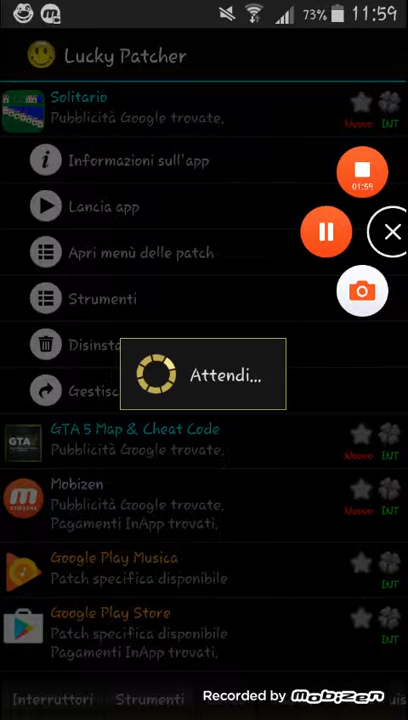 73% 11:59
Lucky Patcher
Solitario
Pubblicità Google trovate.
Nuovo INT
Informazioni sull'app
01:59
Lancia app
Apri menù delle patch
Strumenti
Attendi...
GTA 5 Map & Cheat Code
GTA
Pubblicità Google trovate.
Nuovo INT
Mobizen
Pubblicità Google trovate.
Pagamenti InApp trovati.
Nuovo INT
SAMSUNG
Google Play Musica
Patch specifica disponibile
INT
Google Play Store
Patch specifica disponibile
Pagamenti InApp trovati.
INT
Interruttori Strumenti
Recorded by mobizen